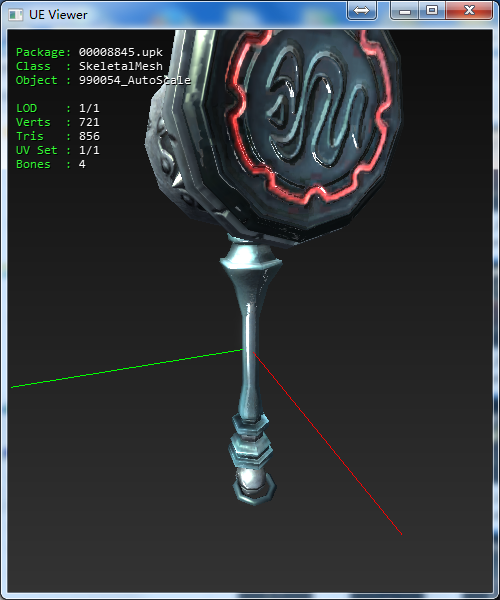 UE Viewer
Package: 00008845.upk
Class  : SkeletalMesh
Object : 990054_AutoScale
LOD    : 1/1
Verts  : 721
Tris   : 856
UV Set : 1/1
Bones  : 4